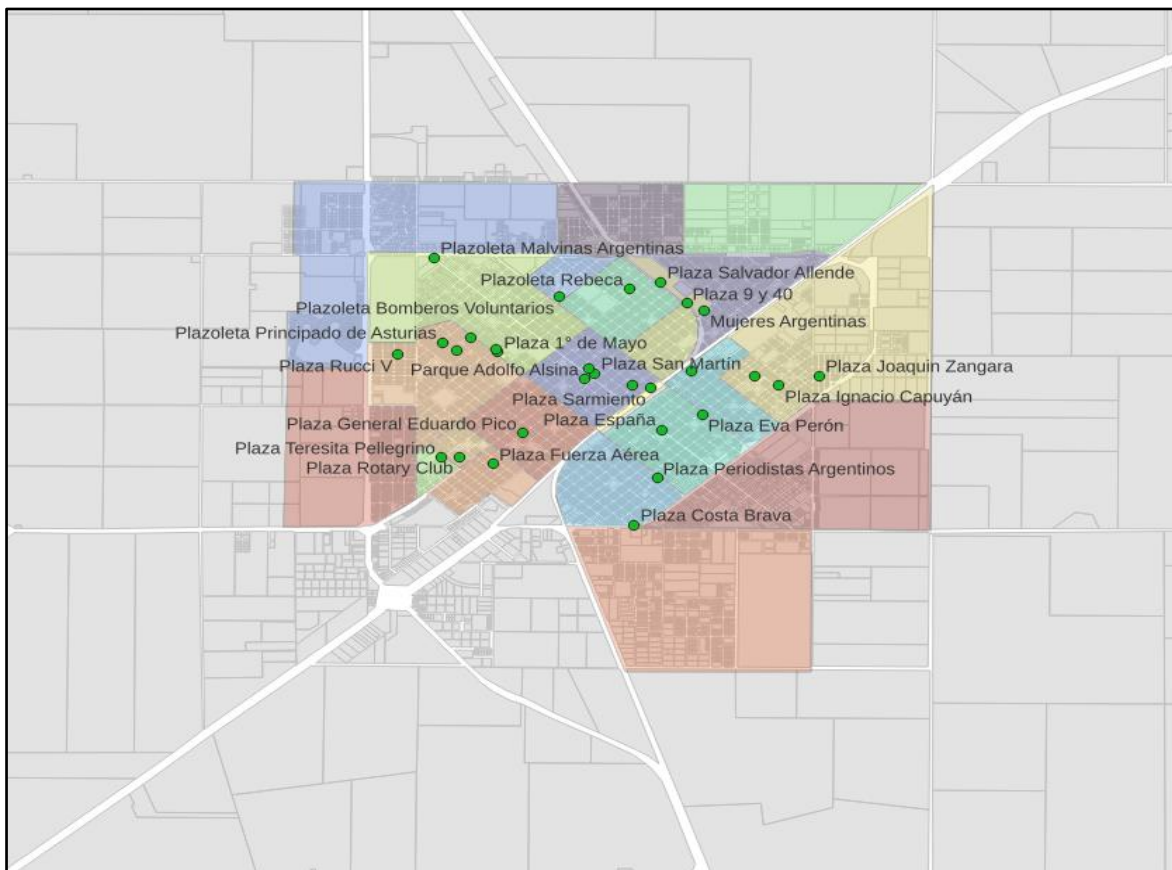 Plazoleta Malvinas Argentinas
Plaza Salvador Allende
Plazoleta Rebeca
Plaza 9 y 40
Plazoleta Bomberos Voluntarios
Mujeres Argentinas
Plazoleta Principado de Asturias
Plaza 1° de Mayo
Plaza San Martín
Plaza Rucci V
Parque Adolfo Alsina
Plaza Joaquin Zangara
Plaza Sarmiento
Plaza Ignacio Capuyán
Plaza España
Plaza General Eduardo Pico
Plaza Eva Perón
Plaza Teresita Pellegrino
Plaza Fuerza Aérea
Plaza Rotary Club
Plaza Periodistas Argentinos
Plaza Costa Brava